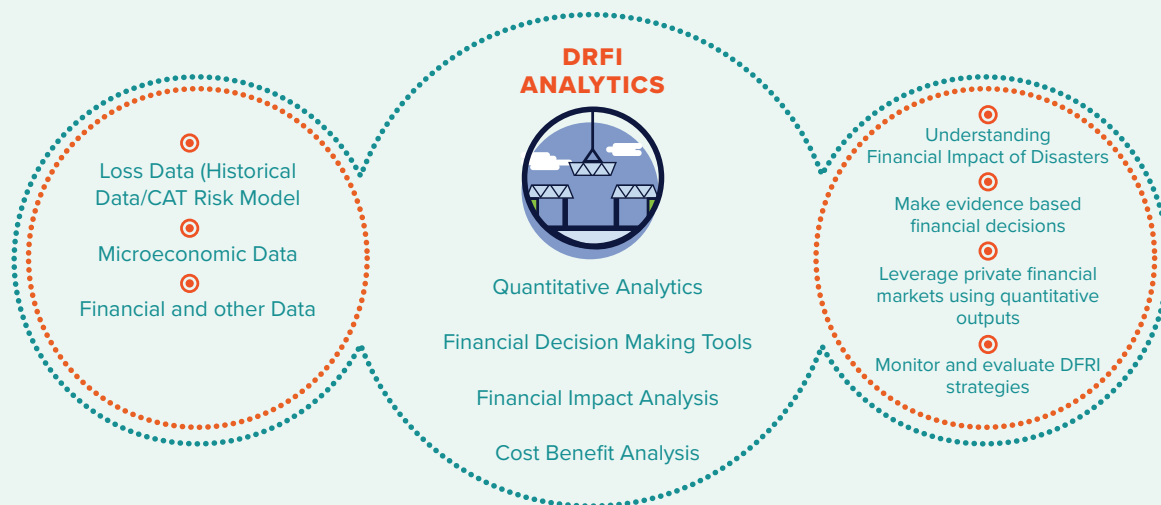 Loss Data (Historical
Data/CAT Risk Model
Microeconomic Data
Financial and other Data
DRFI
ANALYTICS
Quantitative Analytics
Financial Decision Making Tools
Financial Impact Analysis
Cost Benefit Analysis
Understanding
Financial Impact of Disasters
Make evidence based
financial decisions
Leverage private financial
markets using quantitative
outputs
Monitor and evaluate DFRI
strategies